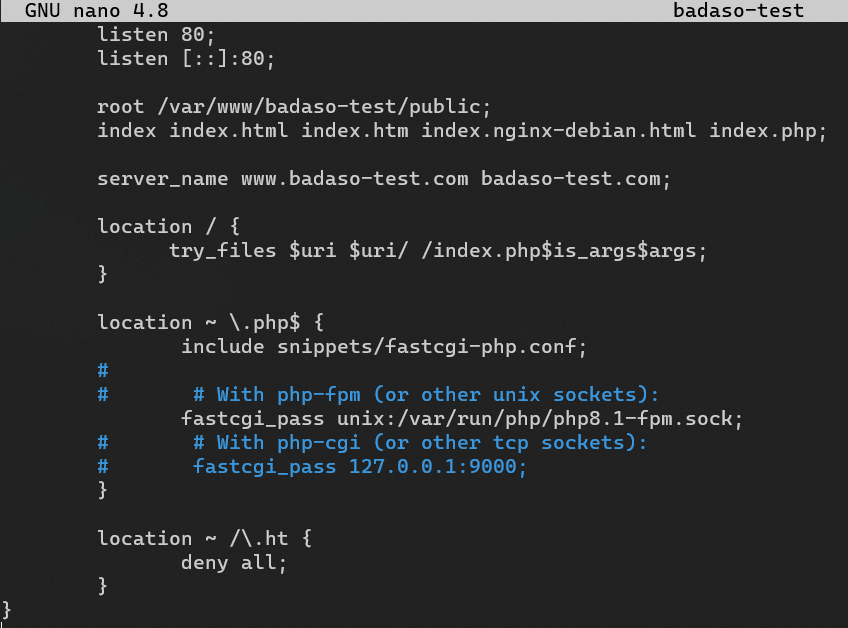 GNU nano 4.8 badaso-test
listen 80;
listen [::]:80;
root /var/www/badaso-test/public;
index index.html index.htm index.nginx-debian.html index.php;
server_name www.badaso-test.com badaso-test.com;
location / {
try_files $uri $uri/ /index.php$is_args$args;
}
location ~ \.php$ {
include snippets/fastcgi-php.conf;
#
# # With php-fpm (or other unix sockets):
fastcgi_pass unix:/var/run/php/php8.1-fpm.sock;
# # With php-cgi (or other tcp sockets):
# fastcgi_pass 127.0.0.1:9000;
}
location ~ /\.ht {
deny all;
}
}